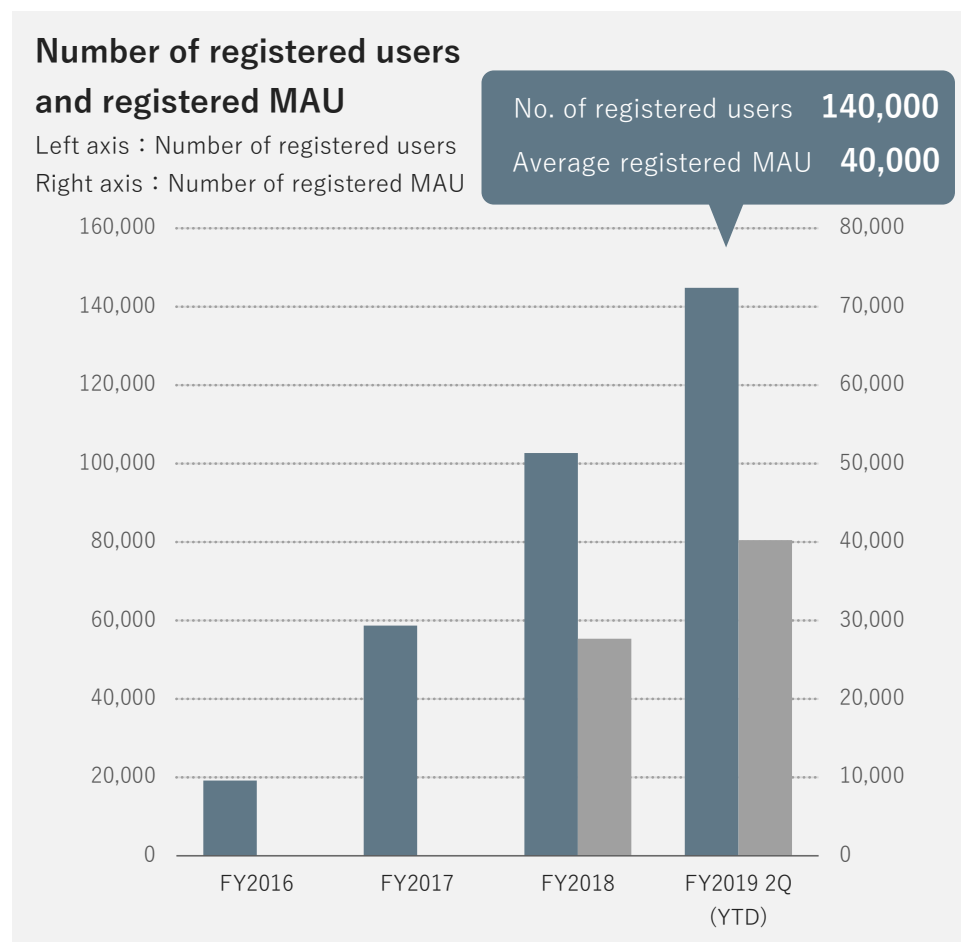 Number of registered users
and registered MAU
Left axis：Number of registered users
Right axis：Number of registered MAU
No. of registered users 140,000
Average registered MAU 40,000
160,000 80,000
140,000 70,000
120,000 60,000
100,000 50,000
80,000 40,000
60,000 30,000
40,000 20,000
20,000 10,000
0 0
FY2016 FY2017 FY2018 FY2019 2Q
(YTD)